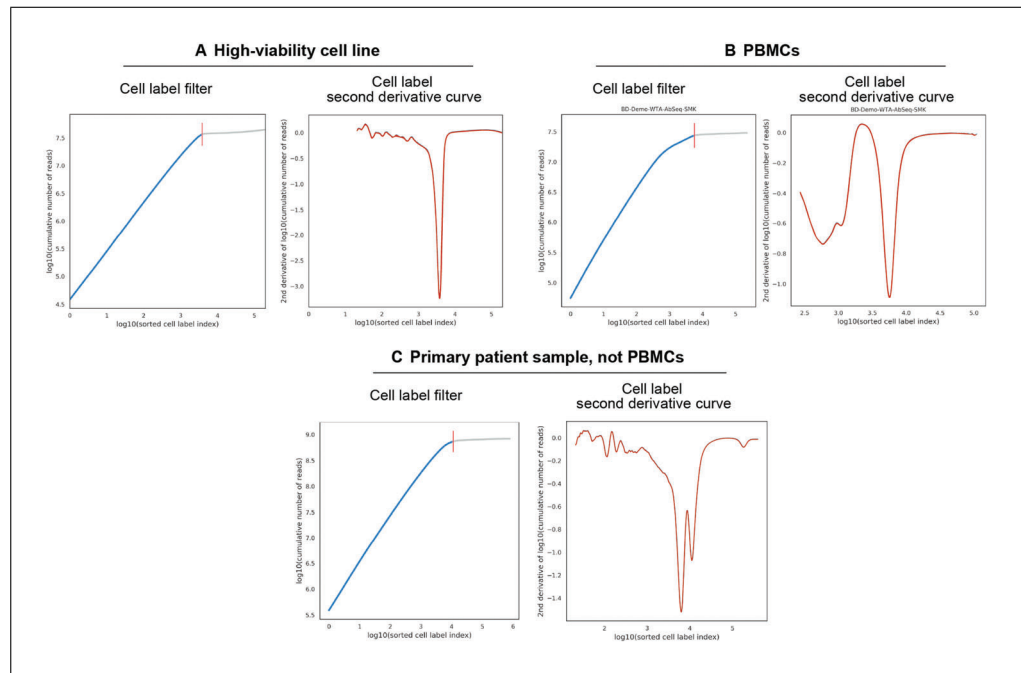 A High-viability cell line
Cell label filter
Cell label
second derivative curve
log10(cumulative number of reads)
7.5
7.0
6.5
6.0
5.5
5.0
4.5
0 1 2 3 4 5
log10(sorted cell label index)
2nd derivative of log10(cumulative number of reads)
0.0
−0.5
−1.0
−1.5
−2.0
−2.5
−3.0
0 1 2 3 4 5
log10(sorted cell label index)
B PBMCs
Cell label filter
BD-Demo-WTA-AbSeq-SMK
Cell label
second derivative curve
BD-Demo-WTA-AbSeq-SMK
log10(cumulative number of reads)
7.5
7.0
6.5
6.0
5.5
5.0
0 1 2 3 4 5
log10(sorted cell label index)
2nd derivative of log10(cumulative number of reads)
0.0
−0.2
−0.4
−0.6
−0.8
−1.0
2.5 3.0 3.5 4.0 4.5 5.0
log10(sorted cell label index)
C Primary patient sample, not PBMCs
Cell label filter
Cell label
second derivative curve
log10(cumulative number of reads)
9.0
8.5
8.0
7.5
7.0
6.5
6.0
5.5
0 1 2 3 4 5 6
log10(sorted cell label index)
2nd derivative of log10(cumulative number of reads)
0.0
−0.2
−0.4
−0.6
−0.8
−1.0
−1.2
−1.4
2 3 4 5
log10(sorted cell label index)